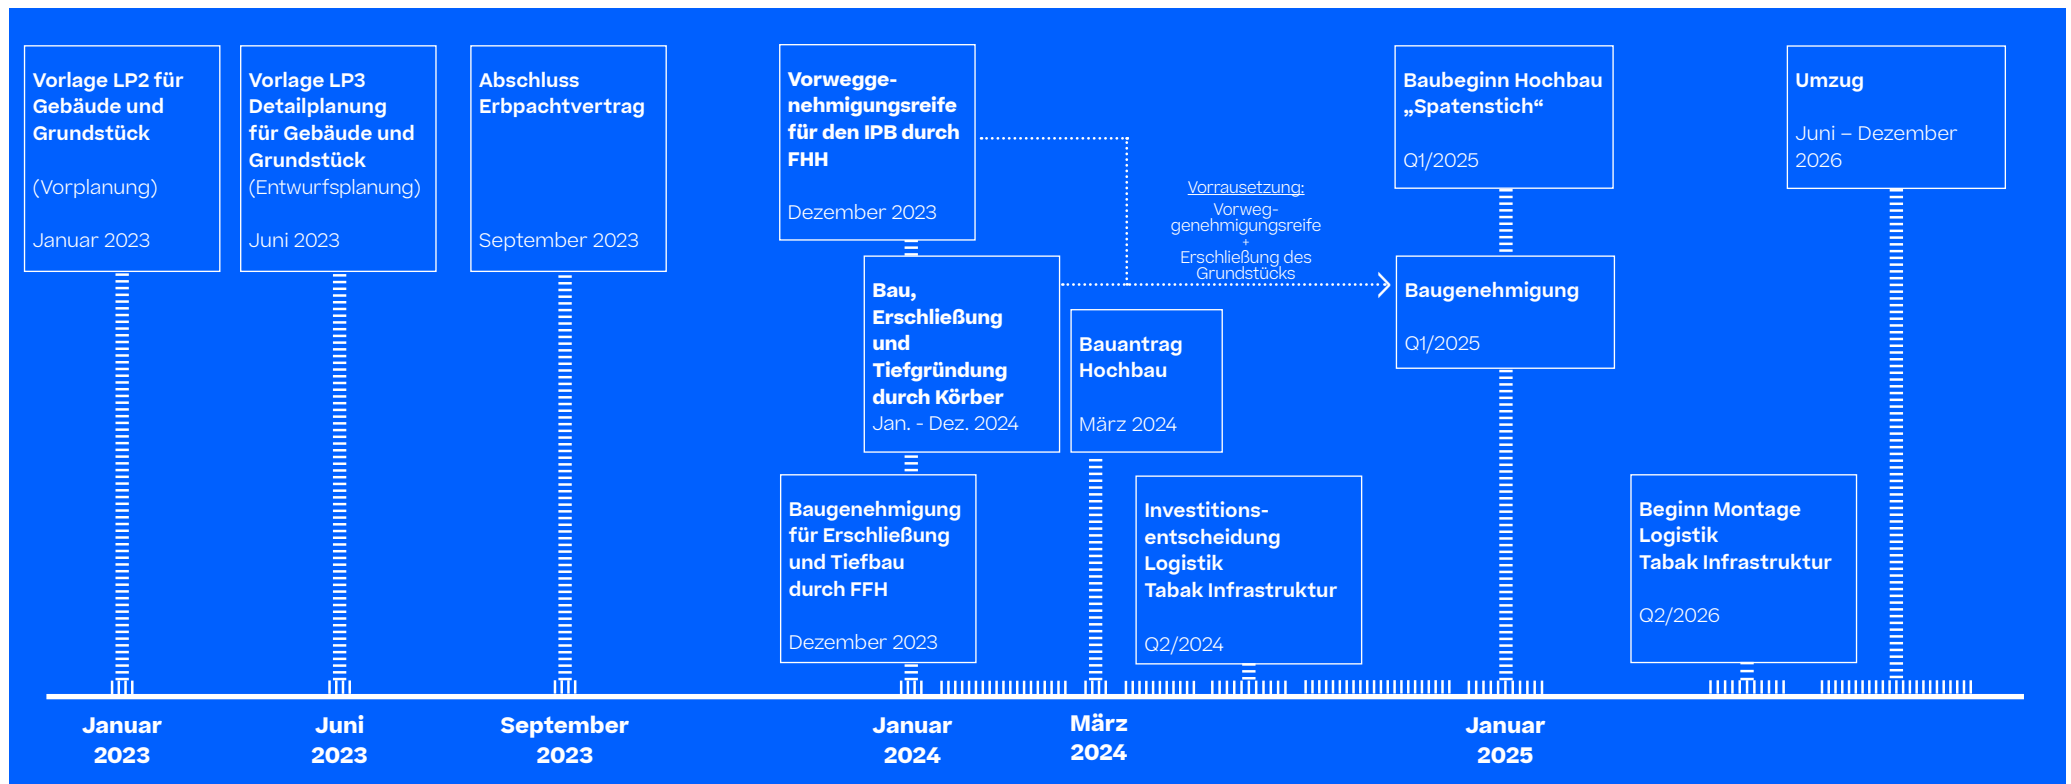 Vorlage LP2 für
Gebäude und
Grundstück
(Vorplanung)
Januar 2023
Vorlage LP3
Detailplanung
für Gebäude und
Grundstück
(Entwurfsplanung)
Juni 2023
Abschluss
Erbpachtvertrag
September 2023
Vorwegge-
nehmigungsreife
für den IPB durch
FHH
Dezember 2023
Bau,
Erschließung
und
Tiefgründung
durch Körber
Jan. - Dez. 2024
Baugenehmigung
für Erschließung
und Tiefbau
durch FFH
Dezember 2023
Bauantrag
Hochbau
März 2024
Vorrausetzung:
Vorweg-
genehmigungsreife
+
Erschließung des
Grundstücks
Investitions-
entscheidung
Logistik
Tabak Infrastruktur
Q2/2024
Baubeginn Hochbau
„Spatenstich“
Q1/2025
Baugenehmigung
Q1/2025
Beginn Montage
Logistik
Tabak Infrastruktur
Q2/2026
Umzug
Juni – Dezember
2026
Januar
2023
Juni
2023
September
2023
Januar
2024
März
2024
Januar
2025